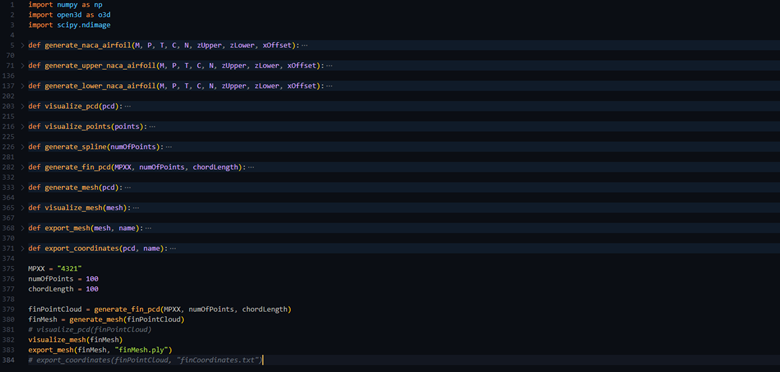 1 import numpy as np
2 import open3d as o3d
3 import scipy.ndimage
4
5 def generate_naca_airfoil(M, P, T, C, N, zUpper, zLower, xOffset): ···
70
71 def generate_upper_naca_airfoil(M, P, T, C, N, zUpper, zLower, xOffset): ···
136
137 def generate_lower_naca_airfoil(M, P, T, C, N, zUpper, zLower, xOffset): ···
202
203 def visualize_pcd(pcd): ···
215
216 def visualize_points(points): ···
225
226 def generate_spline(numOfPoints): ···
281
282 def generate_fin_pcd(MPXX, numOfPoints, chordLength): ···
332
333 def generate_mesh(pcd): ···
364
365 def visualize_mesh(mesh): ···
367
368 def export_mesh(mesh, name): ···
370
371 def export_coordinates(pcd, name): ···
374
375 MPXX = "4321"
376 numOfPoints = 100
377 chordLength = 100
378
379 finPointCloud = generate_fin_pcd(MPXX, numOfPoints, chordLength)
380 finMesh = generate_mesh(finPointCloud)
381 # visualize_pcd(finPointCloud)
382 visualize_mesh(finMesh)
383 export_mesh(finMesh, "finMesh.ply")
384 # export_coordinates(finPointCloud, "finCoordinates.txt")